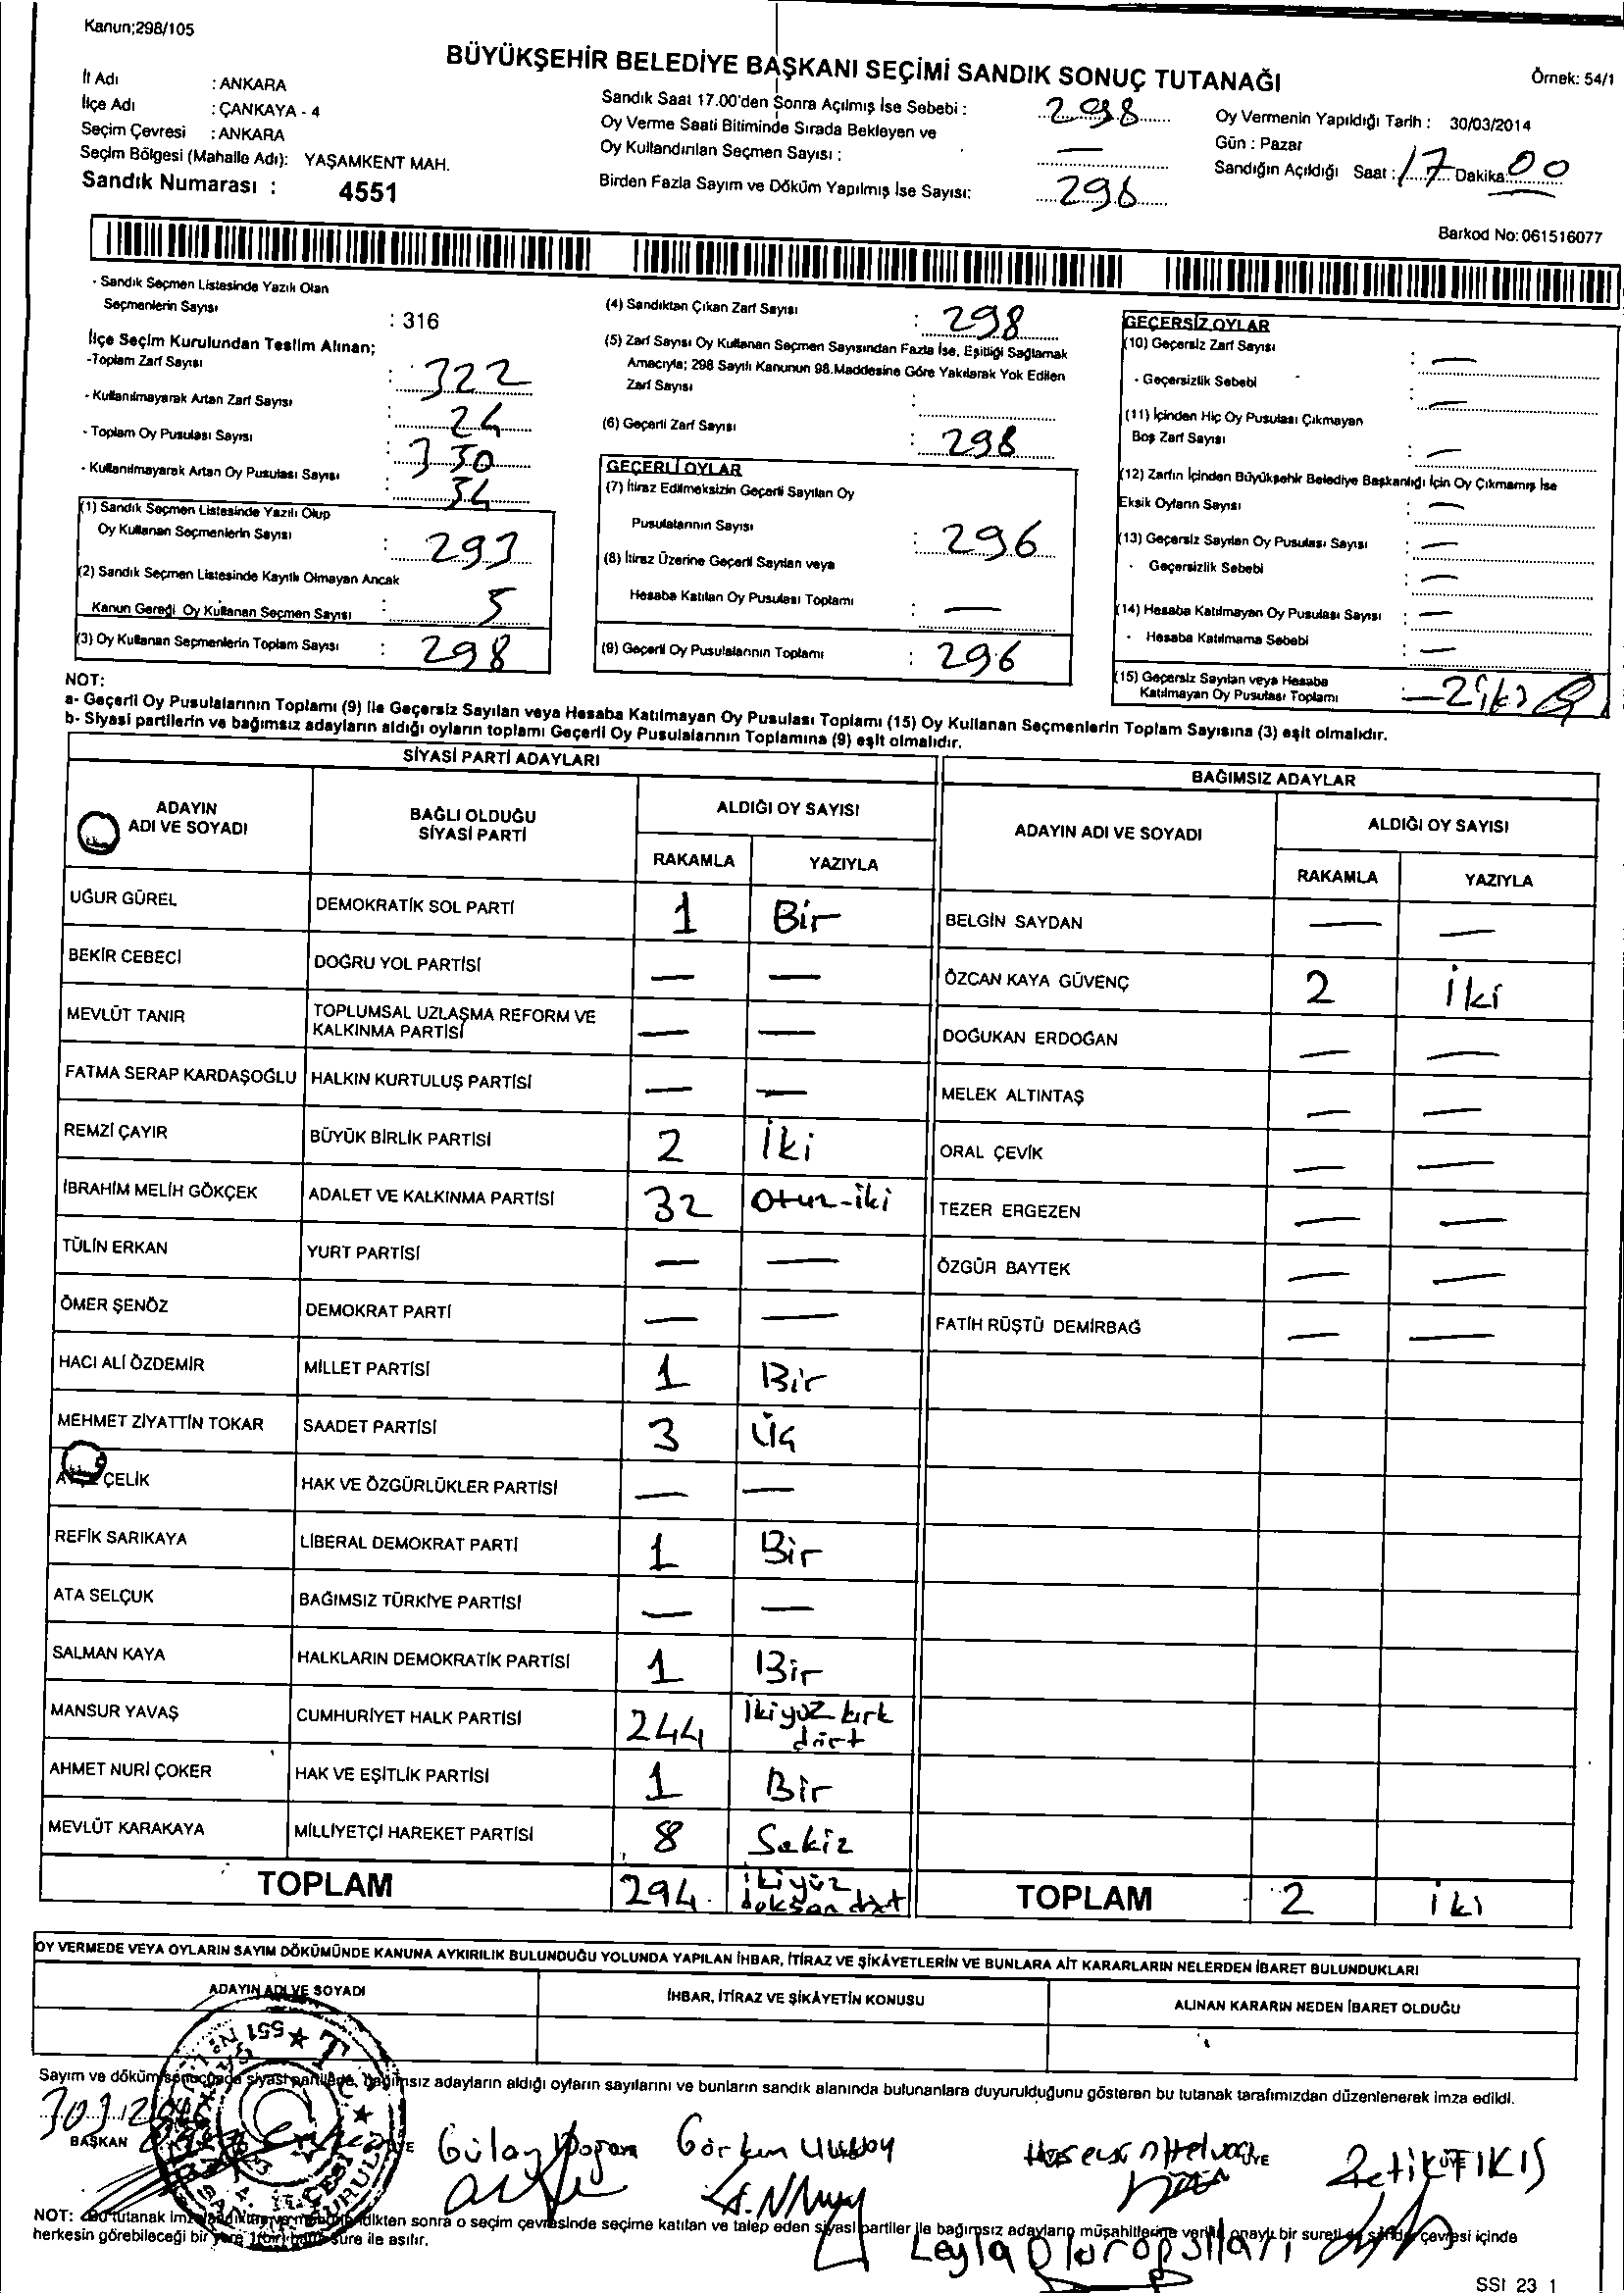 Kanun;298/105
BÜYÜKŞEHİR BELEDİYE BAŞKANI SEÇİMİ SANDIK SONUÇ TUTANAĞI
Örnek: 54/1
İl Adı : ANKARA
İlçe Adı : ÇANKAYA - 4
Seçim Çevresi : ANKARA
Seçim Bölgesi (Mahalle Adı): YAŞAMKENT MAH.
Sandık Numarası : 4551
Sandık Saat 17.00'den Sonra Açılmış İse Sebebi : 298
Oy Verme Saati Bitiminde Sırada Bekleyen ve
Oy Kullandırılan Seçmen Sayısı : —
Birden Fazla Sayım ve Döküm Yapılmış İse Sayısı: 296
Oy Vermenin Yapıldığı Tarih : 30/03/2014
Gün : Pazar
Sandığın Açıldığı Saat : 17 Dakika: 00
Barkod No: 061516077
- Sandık Seçmen Listesinde Yazılı Olan
Seçmenlerin Sayısı : 316
İlçe Seçim Kurulundan Teslim Alınan;
-Toplam Zarf Sayısı : 322
- Kullanılmayarak Artan Zarf Sayısı : 24
- Toplam Oy Pusulası Sayısı : 330
- Kullanılmayarak Artan Oy Pusulası Sayısı : 34
(1) Sandık Seçmen Listesinde Yazılı Olup
Oy Kullanan Seçmenlerin Sayısı : 293
(2) Sandık Seçmen Listesinde Kayıtlı Olmayan Ancak
Kanun Gereği Oy Kullanan Seçmen Sayısı : 5
(3) Oy Kullanan Seçmenlerin Toplam Sayısı : 298
(4) Sandıktan Çıkan Zarf Sayısı : 298
(5) Zarf Sayısı Oy Kullanan Seçmen Sayısından Fazla İse, Eşitliği Sağlamak
Amacıyla; 298 Sayılı Kanunun 98.Maddesine Göre Yakılarak Yok Edilen
Zarf Sayısı :
(6) Geçerli Zarf Sayısı : 298
GEÇERLİ OYLAR
(7) İtiraz Edilmeksizin Geçerli Sayılan Oy
Pusulalarının Sayısı : 296
(8) İtiraz Üzerine Geçerli Sayılan veya
Hesaba Katılan Oy Pusulası Toplamı : —
(9) Geçerli Oy Pusulalarının Toplamı : 296
GEÇERSİZ OYLAR
(10) Geçersiz Zarf Sayısı : —
- Geçersizlik Sebebi : —
(11) İçinden Hiç Oy Pusulası Çıkmayan
Boş Zarf Sayısı : —
(12) Zarfın İçinden Büyükşehir Belediye Başkanlığı İçin Oy Çıkmamış İse
Eksik Oyların Sayısı : —
(13) Geçersiz Sayılan Oy Pusulası Sayısı : —
- Geçersizlik Sebebi : —
(14) Hesaba Katılmayan Oy Pusulası Sayısı : —
- Hesaba Katılmama Sebebi : —
(15) Geçersiz Sayılan veya Hesaba
Katılmayan Oy Pusulası Toplamı : — 2 iki
NOT:
a- Geçerli Oy Pusulalarının Toplamı (9) İle Geçersiz Sayılan veya Hesaba Katılmayan Oy Pusulası Toplamı (15) Oy Kullanan Seçmenlerin Toplam Sayısına (3) eşit olmalıdır.
b- Siyasi partilerin ve bağımsız adayların aldığı oyların toplamı Geçerli Oy Pusulalarının Toplamına (9) eşit olmalıdır.
SİYASİ PARTİ ADAYLARI
ADAYIN ADI VE SOYADI
BAĞLI OLDUĞU SİYASİ PARTİ
ALDIĞI OY SAYISI
RAKAMLA YAZIYLA
UĞUR GÜREL DEMOKRATİK SOL PARTİ 1 Bir
BEKİR CEBECİ DOĞRU YOL PARTİSİ — —
MEVLÜT TANIR TOPLUMSAL UZLAŞMA REFORM VE KALKINMA PARTİSİ — —
FATMA SERAP KARDAŞOĞLU HALKIN KURTULUŞ PARTİSİ — —
REMZİ ÇAYIR BÜYÜK BİRLİK PARTİSİ 2 İki
İBRAHİM MELİH GÖKÇEK ADALET VE KALKINMA PARTİSİ 32 Otuz-iki
TÜLİN ERKAN YURT PARTİSİ — —
ÖMER ŞENÖZ DEMOKRAT PARTİ — —
HACI ALİ ÖZDEMİR MİLLET PARTİSİ 1 Bir
MEHMET ZİYATTİN TOKAR SAADET PARTİSİ 3 Üç
ÇELİK HAK VE ÖZGÜRLÜKLER PARTİSİ — —
REFİK SARIKAYA LİBERAL DEMOKRAT PARTİ 1 Bir
ATA SELÇUK BAĞIMSIZ TÜRKİYE PARTİSİ — —
SALMAN KAYA HALKLARIN DEMOKRATİK PARTİSİ 1 Bir
MANSUR YAVAŞ CUMHURİYET HALK PARTİSİ 244 İkiyüz kırk dört
AHMET NURİ ÇOKER HAK VE EŞİTLİK PARTİSİ 1 Bir
MEVLÜT KARAKAYA MİLLİYETÇİ HAREKET PARTİSİ 8 Sekiz
TOPLAM 294 ikiyüz doksan dört
BAĞIMSIZ ADAYLAR
ADAYIN ADI VE SOYADI
ALDIĞI OY SAYISI
RAKAMLA YAZIYLA
BELGİN SAYDAN — —
ÖZCAN KAYA GÜVENÇ 2 İki
DOĞUKAN ERDOĞAN — —
MELEK ALTINTAŞ — —
ORAL ÇEVİK — —
TEZER ERGEZEN — —
ÖZGÜR BAYTEK — —
FATİH RÜŞTÜ DEMİRBAĞ — —
TOPLAM 2 iki
OY VERMEDE VEYA OYLARIN SAYIM DÖKÜMÜNDE KANUNA AYKIRILIK BULUNDUĞU YOLUNDA YAPILAN İHBAR, İTİRAZ VE ŞİKÂYETLERİN VE BUNLARA AİT KARARLARIN NELERDEN İBARET BULUNDUKLARI
ADAYIN ADI VE SOYADI
İHBAR, İTİRAZ VE ŞİKÂYETİN KONUSU
ALINAN KARARIN NEDEN İBARET OLDUĞU
Sayım ve döküm sonucunda siyasi partilerle, bağımsız adayların aldığı oyların sayılarını ve bunların sandık alanında bulunanlara duyurulduğunu gösteren bu tutanak tarafımızdan düzenlenerek imza edildi.
BAŞKAN
Gülay Doğan
ÜYE
ÜYE
NOT: Bu tutanak sonra o seçim çevresinde seçime katılan ve talep eden siyasi partiler ile bağımsız adayların müşahitlerine bir sureti de sandık çevresi içinde
herkesin görebileceği bir yere süre ile asılır.
Leyla
SSI 23 1